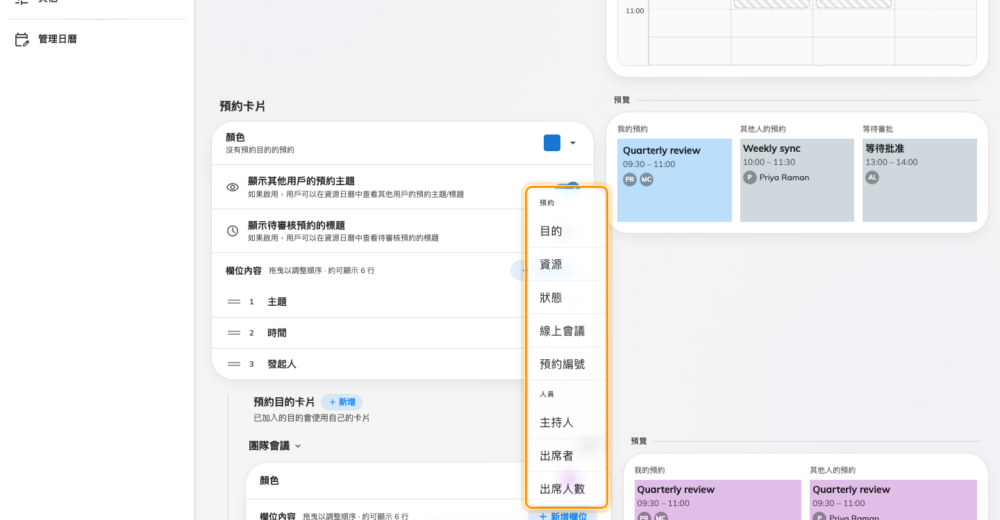 管理日曆
11:00
預約卡片
顏色
沒有預約目的的預約
顯示其他用戶的預約主題
如果啟用，用戶可以在資源日曆中查看其他用戶的預約主題/標題
顯示待審核預約的標題
如果啟用，用戶可以在資源日曆中查看待審核預約的標題
欄位內容 拖曳以調整順序 · 約可顯示 6 行
1 主題
2 時間
3 發起人
預約目的卡片 + 新增
已加入的目的會使用自己的卡片
團隊會議
顏色
欄位內容 拖曳以調整順序 · 約可顯示 6 行
+ 新增欄位
預約
目的
資源
狀態
線上會議
預約編號
人員
主持人
出席者
出席人數
預覽
我的預約
Quarterly review
09:30 – 11:00
PR MC
其他人的預約
Weekly sync
10:00 – 11:30
P Priya Raman
等待審批
等待批准
13:00 – 14:00
AL
預覽
我的預約
Quarterly review
09:30 – 11:00
PR MC
其他人的預約
Quarterly review
09:30 – 11:00
P Priya Raman